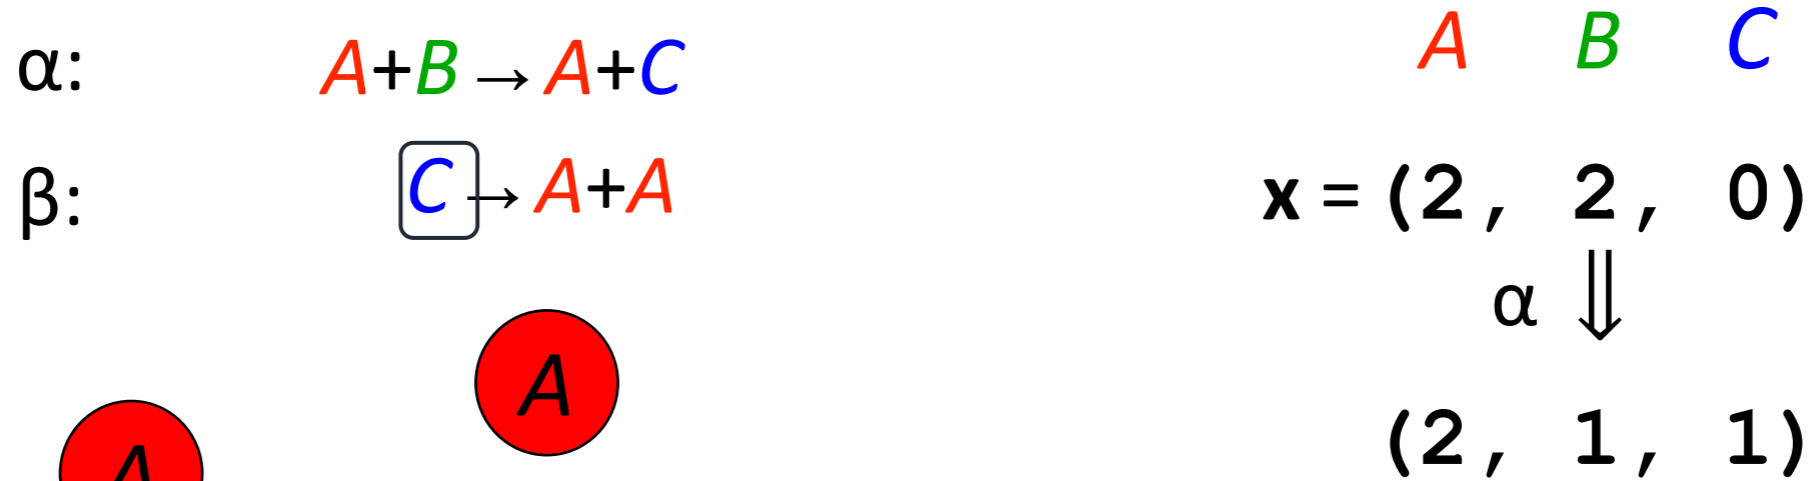 α: A+B → A+C
A B C
β: C → A+A
x = (2, 2, 0)
α ⇓
A
A
(2, 1, 1)